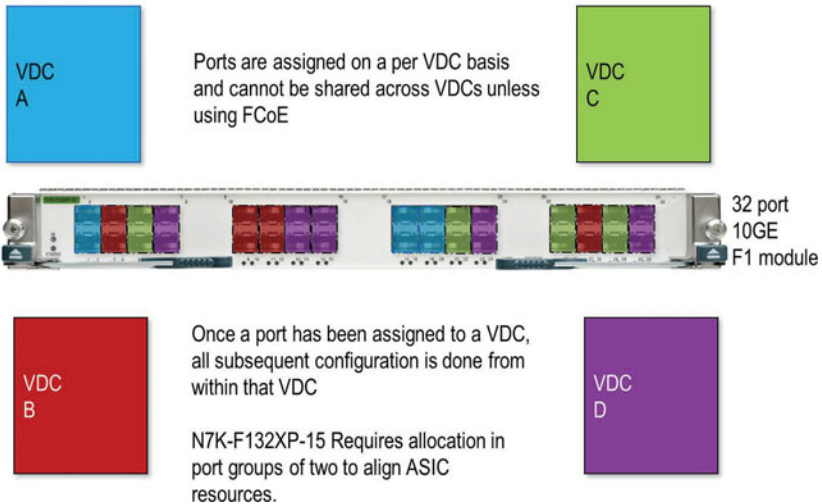 VDC
A
Ports are assigned on a per VDC basis
and cannot be shared across VDCs unless
using FCoE
VDC
C
32 port
10GE
F1 module
VDC
B
Once a port has been assigned to a VDC,
all subsequent configuration is done from
within that VDC
N7K-F132XP-15 Requires allocation in
port groups of two to align ASIC
resources.
VDC
D